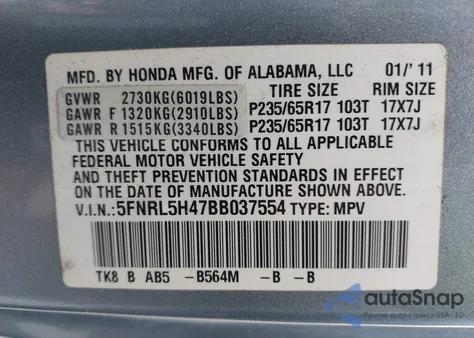 MFD. BY HONDA MFG. OF ALABAMA, LLC 01/'11
TIRE SIZE RIM SIZE
GVWR 2730KG(6019LBS)
GAWR F 1320KG(2910LBS) P235/65R17 103T 17X7J
GAWR R 1515KG(3340LBS) P235/65R17 103T 17X7J
THIS VEHICLE CONFORMS TO ALL APPLICABLE
FEDERAL MOTOR VEHICLE SAFETY
AND THEFT PREVENTION STANDARDS IN EFFECT
ON THE DATE OF MANUFACTURE SHOWN ABOVE.
V.I.N.:5FNRL5H47BB037554 TYPE: MPV
TK8 B AB5 -B564M -B -B
autoSnap